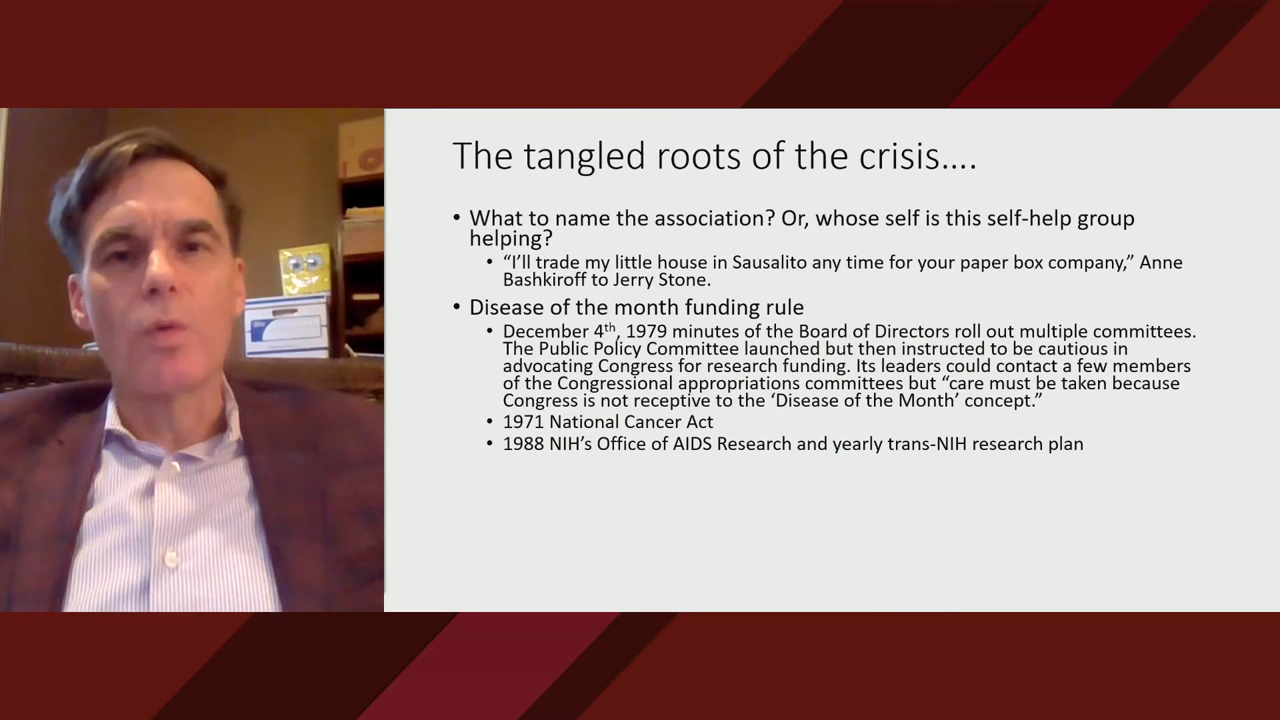 The tangled roots of the crisis....
• What to name the association? Or, whose self is this self-help group
helping?
• “I’ll trade my little house in Sausalito any time for your paper box company,” Anne
Bashkiroff to Jerry Stone.
• Disease of the month funding rule
• December 4th, 1979 minutes of the Board of Directors roll out multiple committees.
The Public Policy Committee launched but then instructed to be cautious in
advocating Congress for research funding. Its leaders could contact a few members
of the Congressional appropriations committees but “care must be taken because
Congress is not receptive to the ‘Disease of the Month’ concept.”
• 1971 National Cancer Act
• 1988 NIH’s Office of AIDS Research and yearly trans-NIH research plan